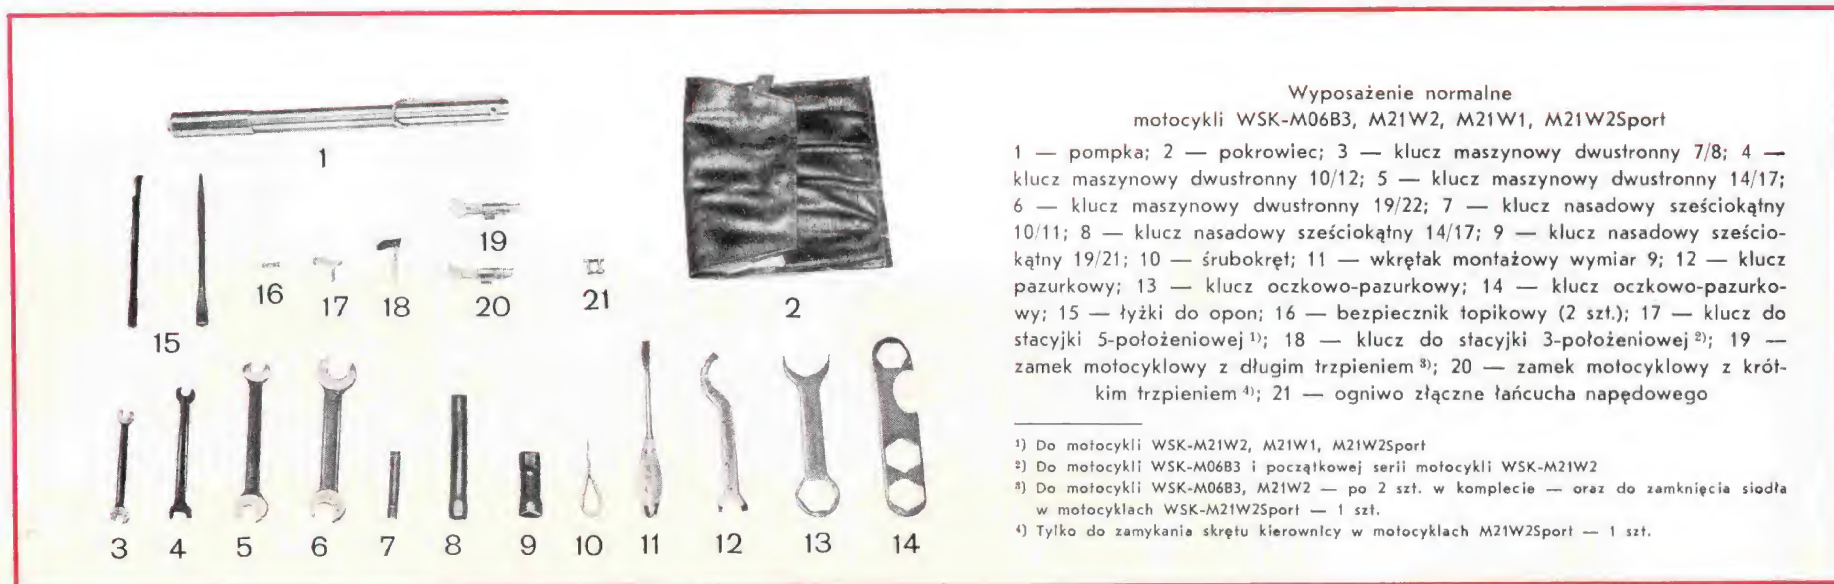 1
19
16
17
18
20
21
2
15
3
4
5
6
7
8
9
10
11
12
13
14
Wyposażenie normalne
motocykli WSK-M06B3, M21W2, M21W1, M21W2Sport
1 — pompka; 2 — pokrowiec; 3 — klucz maszynowy dwustronny 7/8; 4 —
klucz maszynowy dwustronny 10/12; 5 — klucz maszynowy dwustronny 14/17;
6 — klucz maszynowy dwustronny 19/22; 7 — klucz nasadowy sześciokątny
10/11; 8 — klucz nasadowy sześciokątny 14/17; 9 — klucz nasadowy sześcio-
kątny 19/21; 10 — śrubokręt; 11 — wkrętak montażowy wymiar 9; 12 — klucz
pazurkowy; 13 — klucz oczkowo-pazurkowy; 14 — klucz oczkowo-pazurko-
wy; 15 — łyżki do opon; 16 — bezpiecznik topikowy (2 szt.); 17 — klucz do
stacyjki 5-położeniowej ¹); 18 — klucz do stacyjki 3-położeniowej ²); 19 —
zamek motocyklowy z długim trzpieniem ³); 20 — zamek motocyklowy z krót-
kim trzpieniem ⁴); 21 — ogniwo złączne łańcucha napędowego
¹) Do motocykli WSK-M21W2, M21W1, M21W2Sport
²) Do motocykli WSK-M06B3 i początkowej serii motocykli WSK-M21W2
³) Do motocykli WSK-M06B3, M21W2 — po 2 szt. w komplecie — oraz do zamknięcia siodła
w motocyklach WSK-M21W2Sport — 1 szt.
⁴) Tylko do zamykania skrętu kierownicy w motocyklach M21W2Sport — 1 szt.